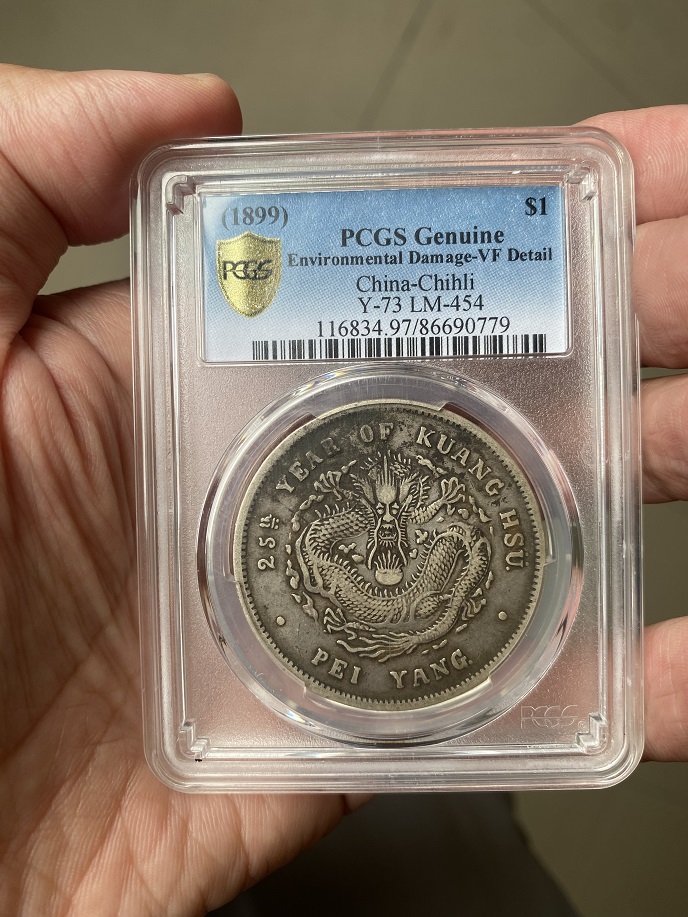 (1899) $1
PCGS Genuine
PCGS
Environmental Damage-VF Detail
China-Chihli
Y-73 LM-454
116834.97/86690779
25th YEAR OF KUANG HSU.
PEI YANG.
PCGS